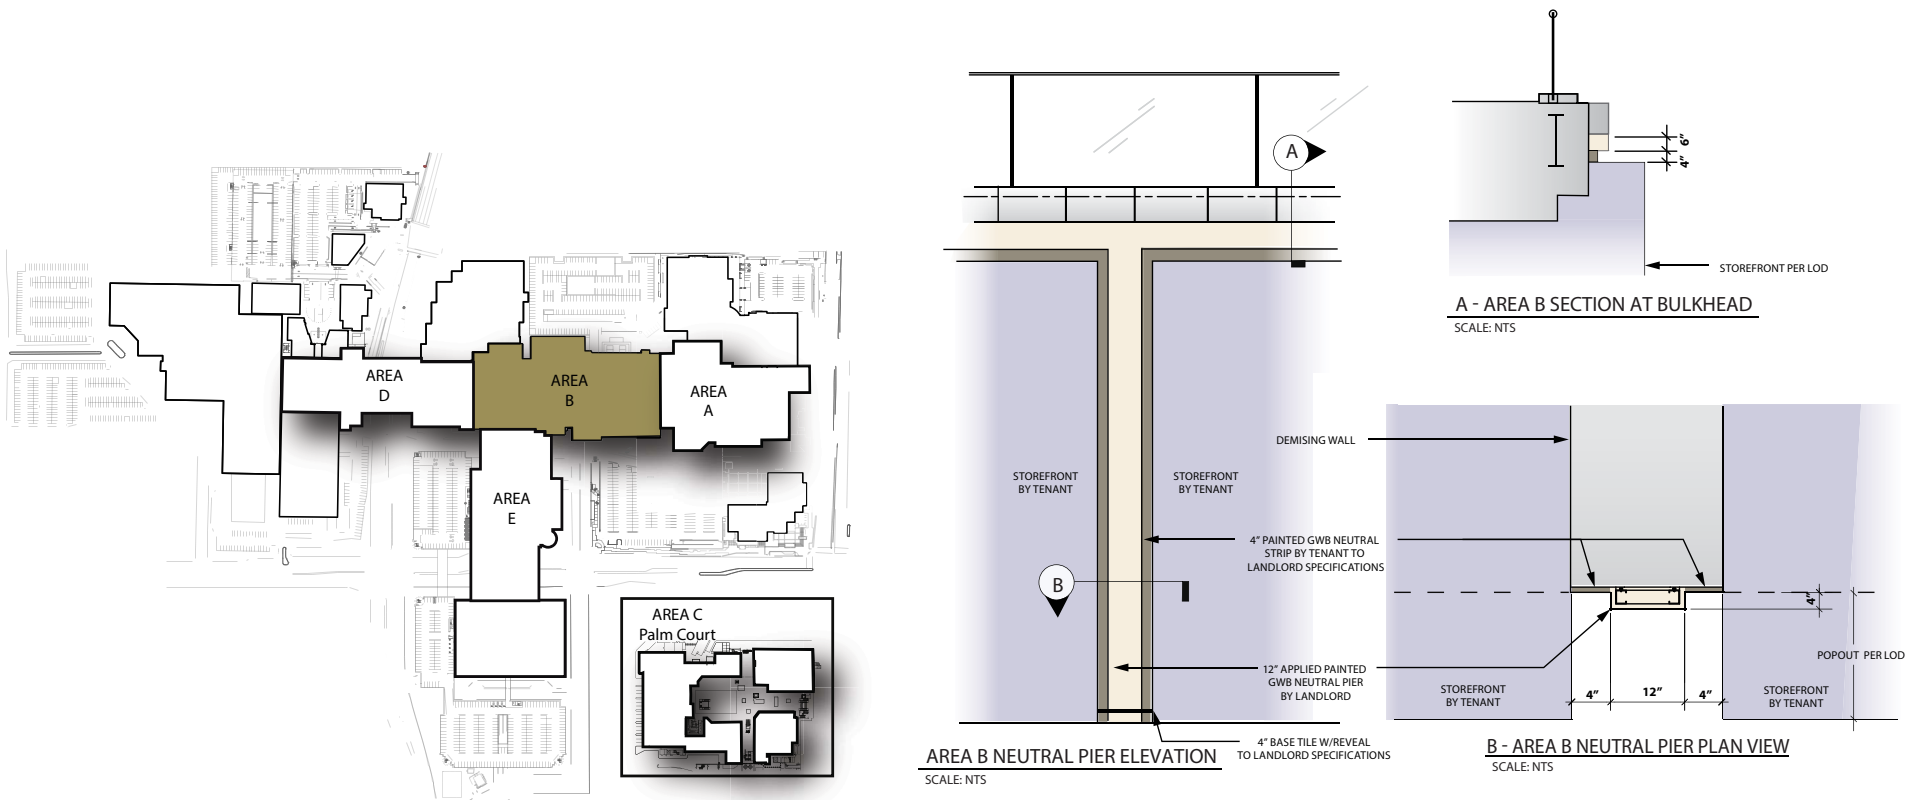 AREA
D
AREA
B
AREA
A
AREA
E
AREA C
Palm Court
A
STOREFRONT
BY TENANT
STOREFRONT
BY TENANT
4" PAINTED GWB NEUTRAL
STRIP BY TENANT TO
LANDLORD SPECIFICATIONS
B
12" APPLIED PAINTED
GWB NEUTRAL PIER
BY LANDLORD
4" BASE TILE W/REVEAL
TO LANDLORD SPECIFICATIONS
AREA B NEUTRAL PIER ELEVATION
SCALE: NTS
6"
4"
STOREFRONT PER LOD
A - AREA B SECTION AT BULKHEAD
SCALE: NTS
DEMISING WALL
4"
POPOUT PER LOD
STOREFRONT
BY TENANT
4"
12"
4"
STOREFRONT
BY TENANT
B - AREA B NEUTRAL PIER PLAN VIEW
SCALE: NTS